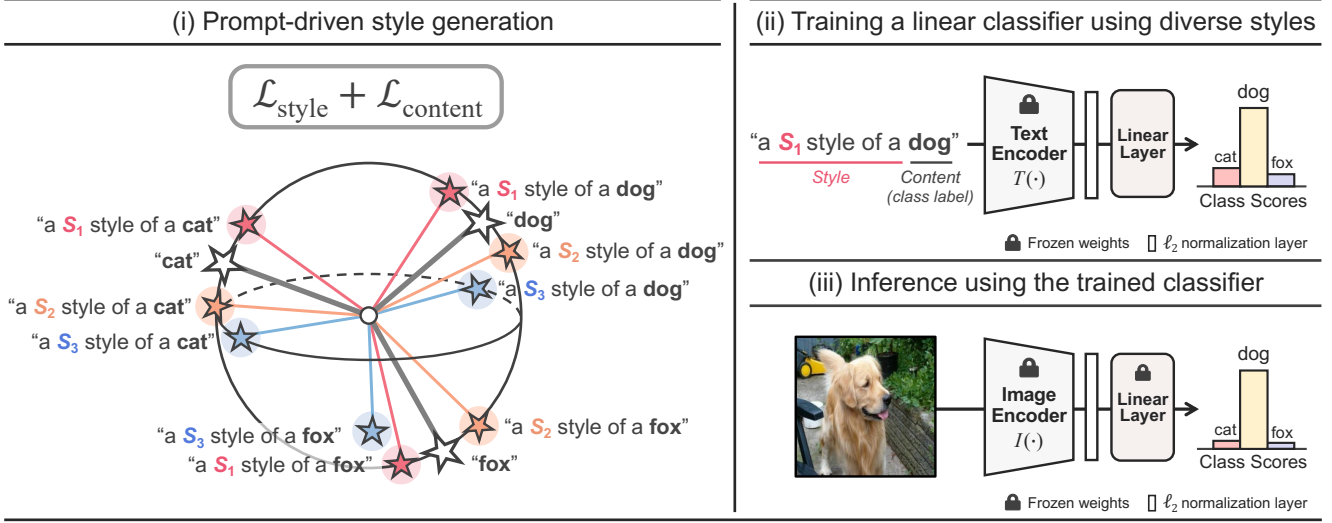 (i) Prompt-driven style generation
ℒstyle + ℒcontent
“a S1 style of a dog”
“dog”
“a S2 style of a dog”
“a S3 style of a dog”
“a S1 style of a cat”
“cat”
“a S2 style of a cat”
“a S3 style of a cat”
“a S3 style of a fox”
“a S1 style of a fox”
“a S2 style of a fox”
“fox”
(ii) Training a linear classifier using diverse styles
“a S1 style of a dog”
Style
Content
(class label)
Text
Encoder
T(·)
Linear
Layer
dog
cat
fox
Class Scores
Frozen weights
ℓ2 normalization layer
(iii) Inference using the trained classifier
Image
Encoder
I(·)
Linear
Layer
dog
cat
fox
Class Scores
Frozen weights
ℓ2 normalization layer